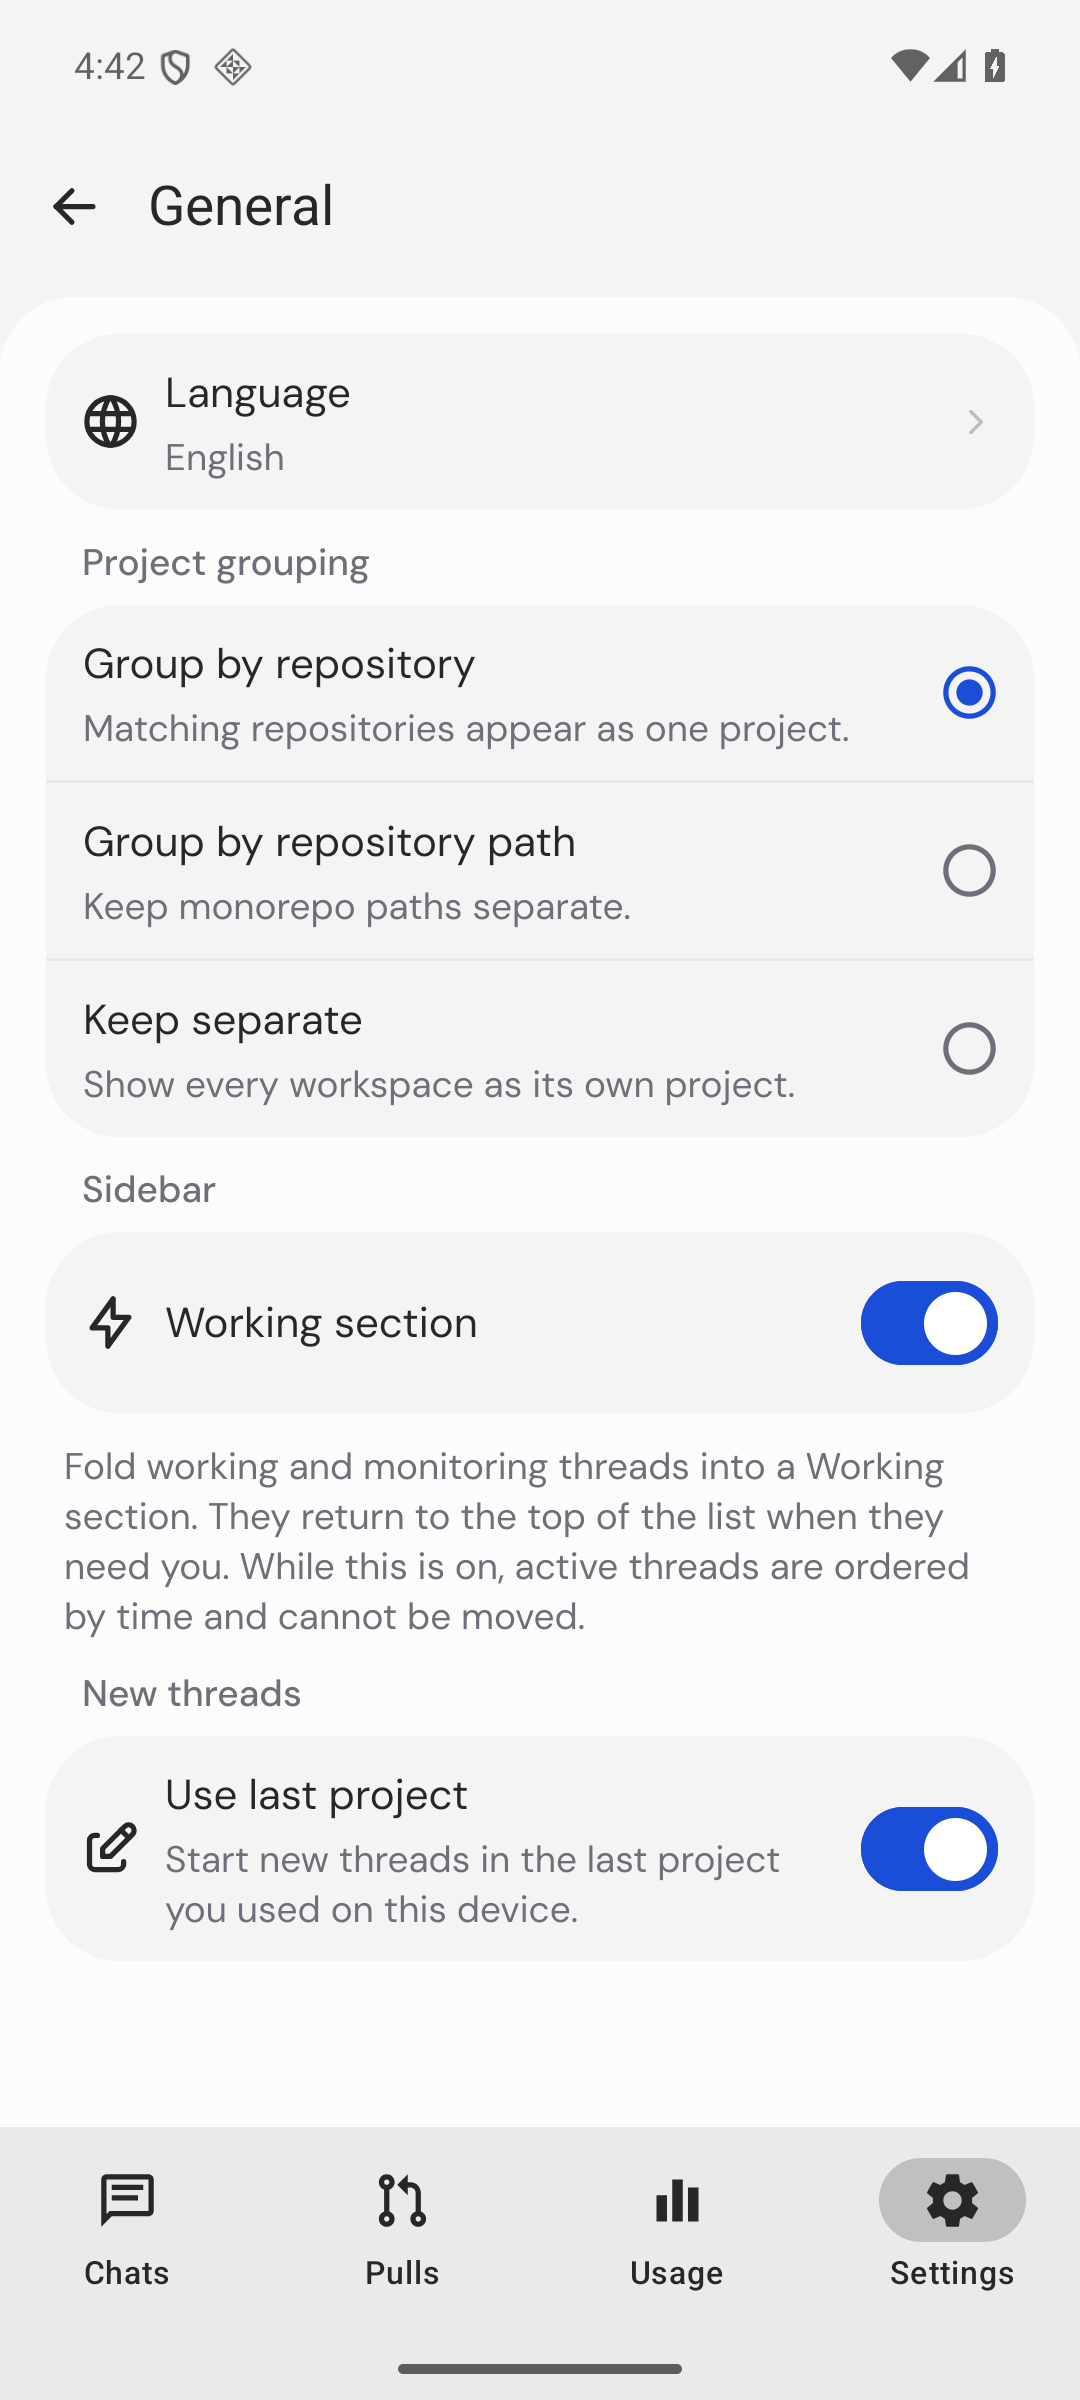 4:42
General
Language
English
Project grouping
Group by repository
Matching repositories appear as one project.
Group by repository path
Keep monorepo paths separate.
Keep separate
Show every workspace as its own project.
Sidebar
Working section
Fold working and monitoring threads into a Working
section. They return to the top of the list when they
need you. While this is on, active threads are ordered
by time and cannot be moved.
New threads
Use last project
Start new threads in the last project
you used on this device.
Chats
Pulls
Usage
Settings